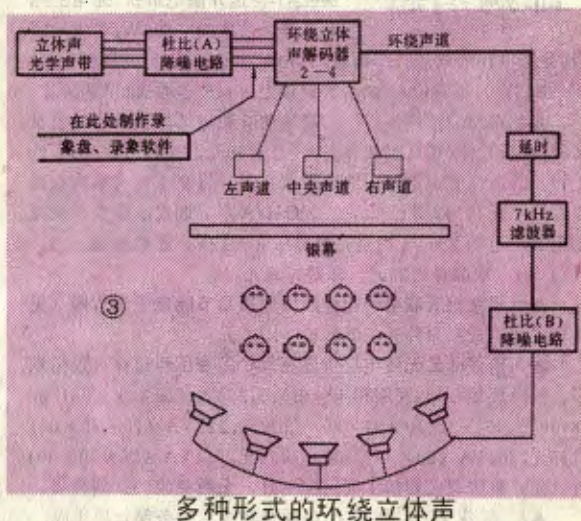 立体声
光学声带
杜比(A)
降噪电路
环绕立体
声解码器
2—4
环绕声道
在此处制作录
象盘、录象软件
左声道
中央声道
右声道
延时
银幕
7kHz
滤波器
③
杜比(B)
降噪电路
多种形式的环绕立体声